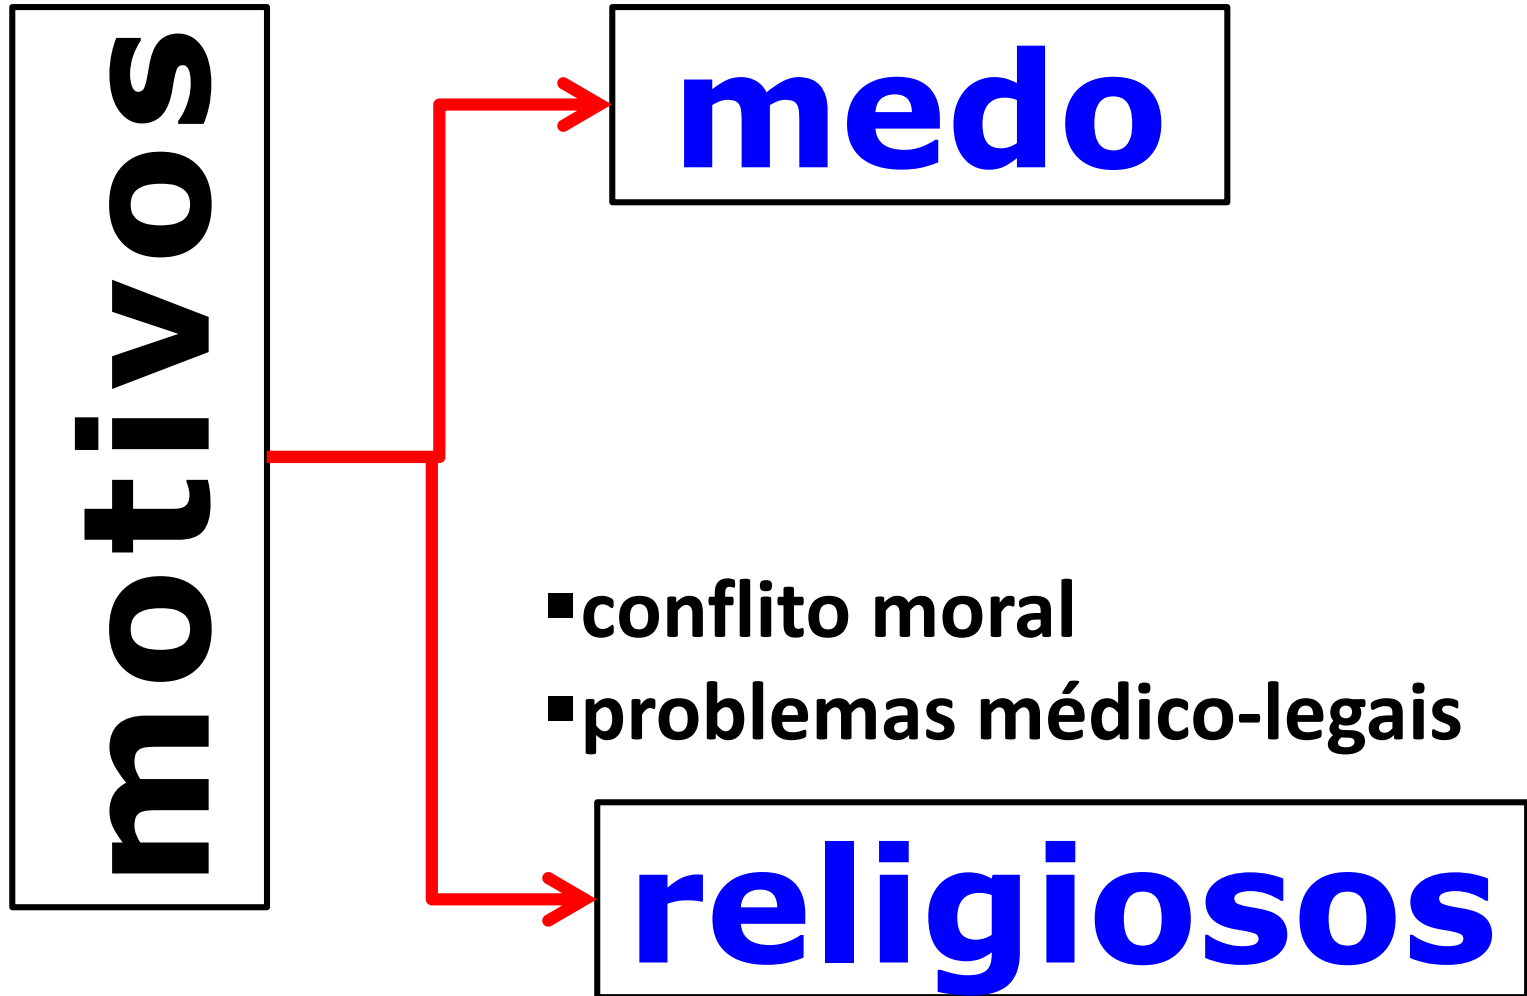 motivos
medo
▪conflito moral
▪problemas médico-legais
religiosos